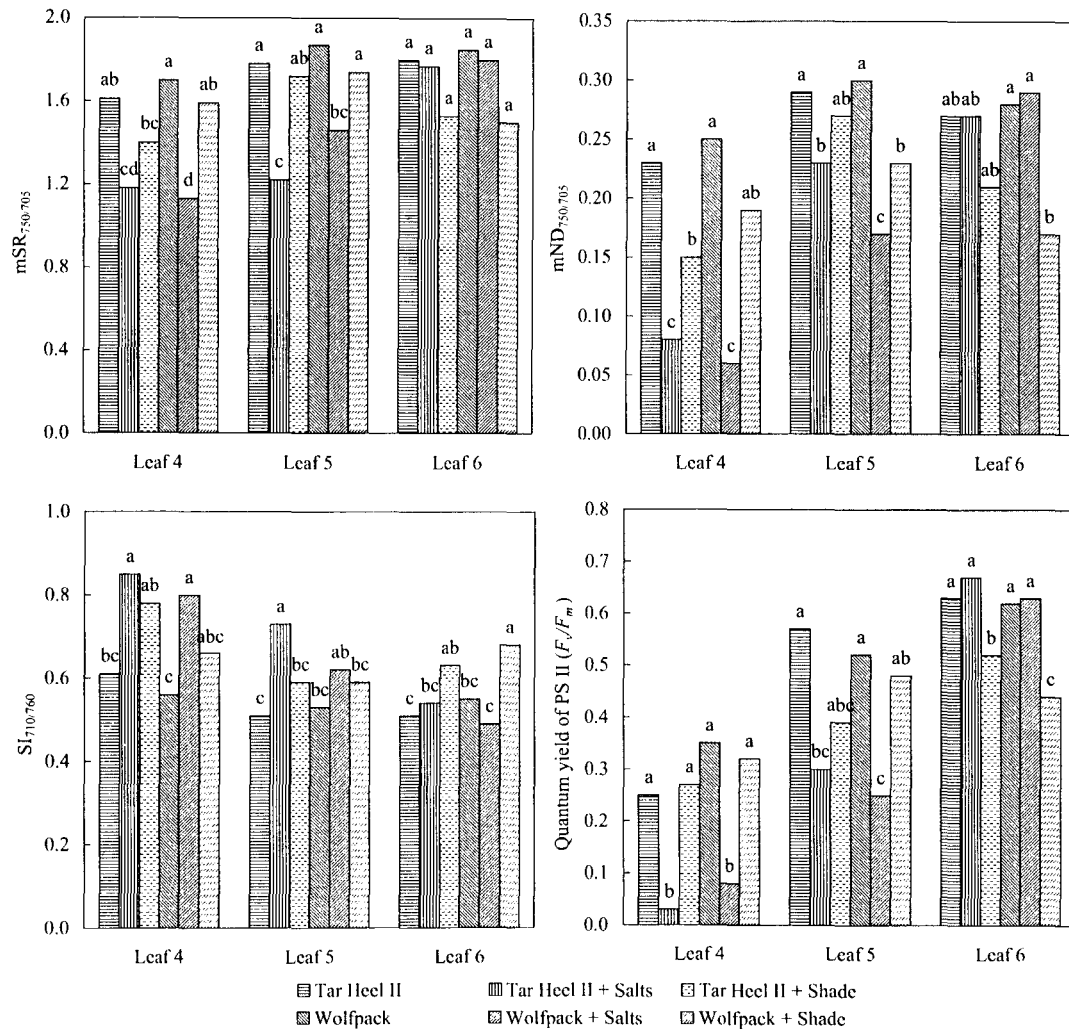 2.0
1.6
1.2
0.8
0.4
0.0
mSR750/705
ab cd bc a d ab
a c ab a bc a
a a a a a a
Leaf 4 Leaf 5 Leaf 6
0.35
0.30
0.25
0.20
0.15
0.10
0.05
0.00
mND750/705
a c b a c ab
a b ab a c b
ab ab ab a a b
Leaf 4 Leaf 5 Leaf 6
1.0
0.8
0.6
0.4
0.2
0.0
SI710/760
bc a ab c a abc
c a bc bc ab bc
bc bc ab bc c a
Leaf 4 Leaf 5 Leaf 6
0.8
0.7
0.6
0.5
0.4
0.3
0.2
0.1
0.0
Quantum yield of PS II (Fv/Fm)
a b a a b a
a bc abc a c ab
a a b a a b
Leaf 4 Leaf 5 Leaf 6
Tar Heel II Tar Heel II + Salts Tar Heel II + Shade
Wolfpack Wolfpack + Salts Wolfpack + Shade